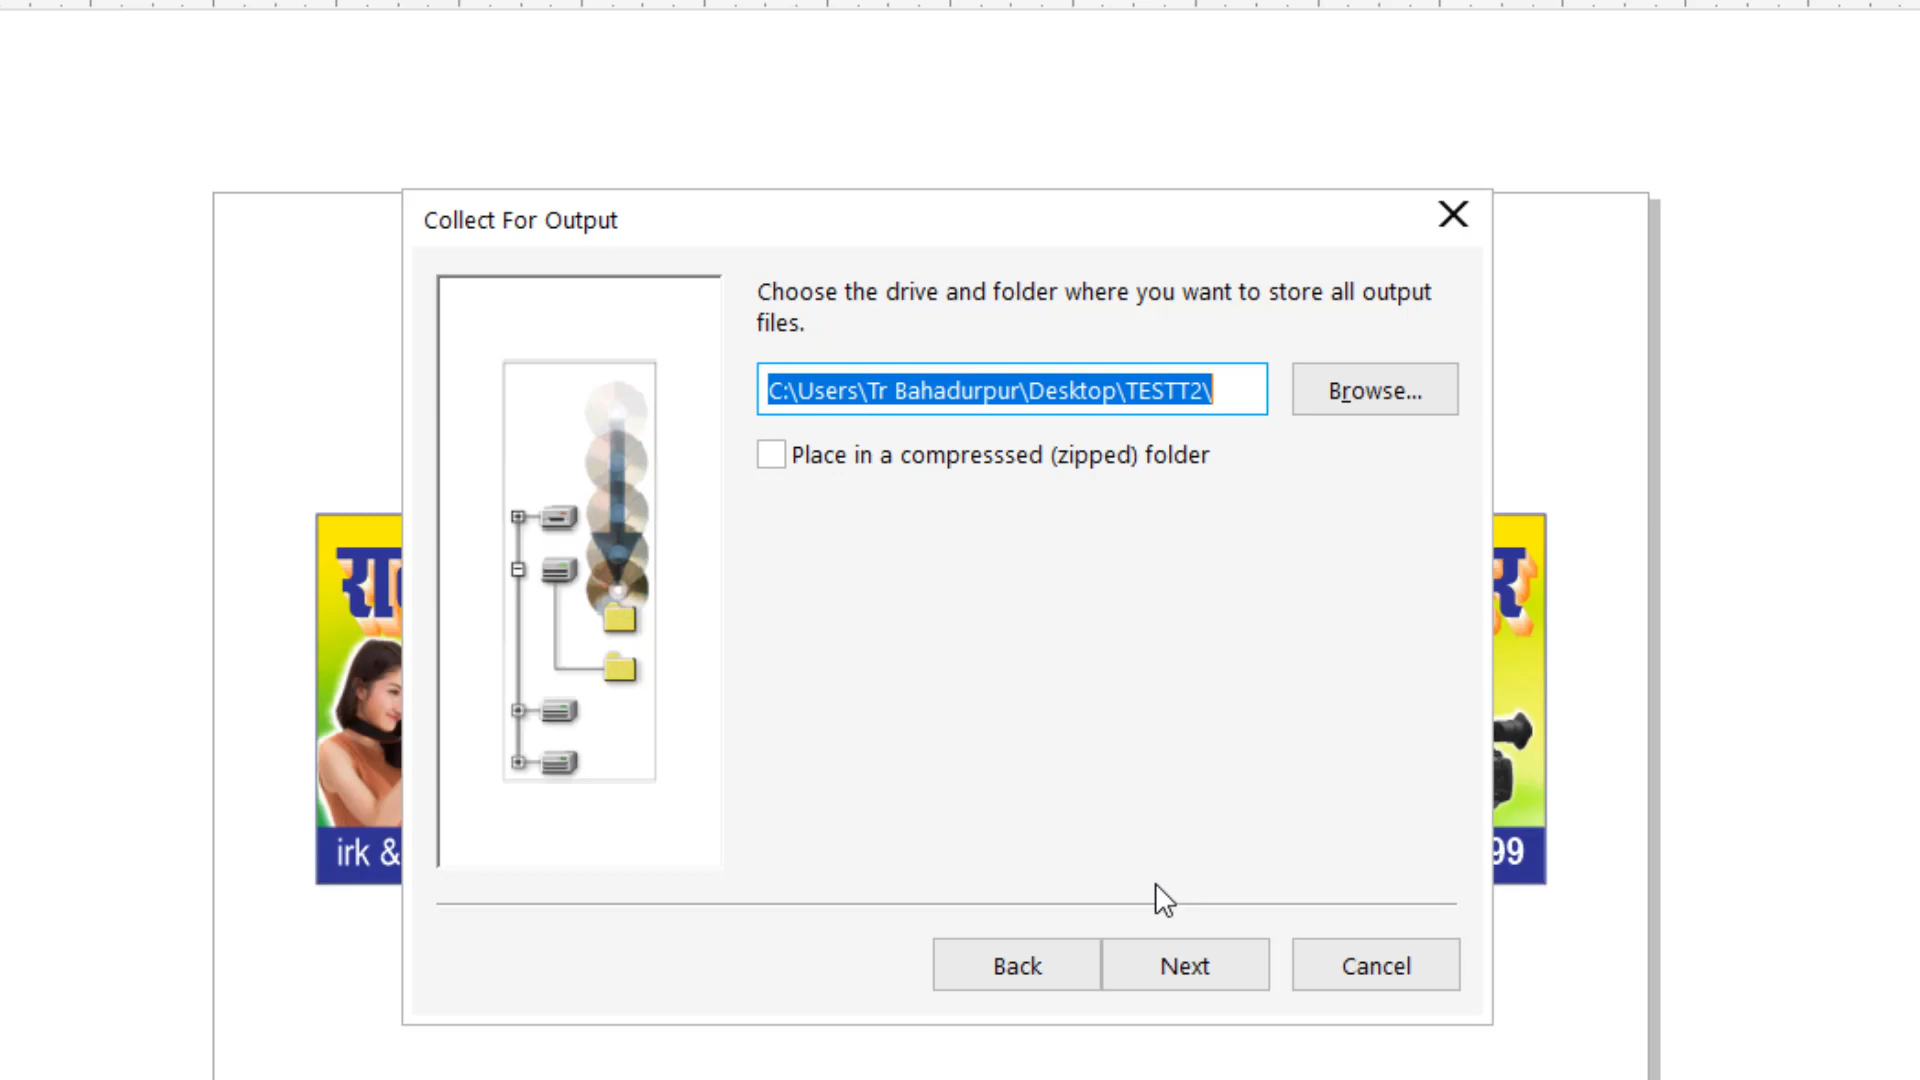 Collect For Output
Choose the drive and folder where you want to store all output
files.
C:\Users\Tr Bahadurpur\Desktop\TESTT2\
Browse...
Place in a compresssed (zipped) folder
irk &
99
Back
Next
Cancel